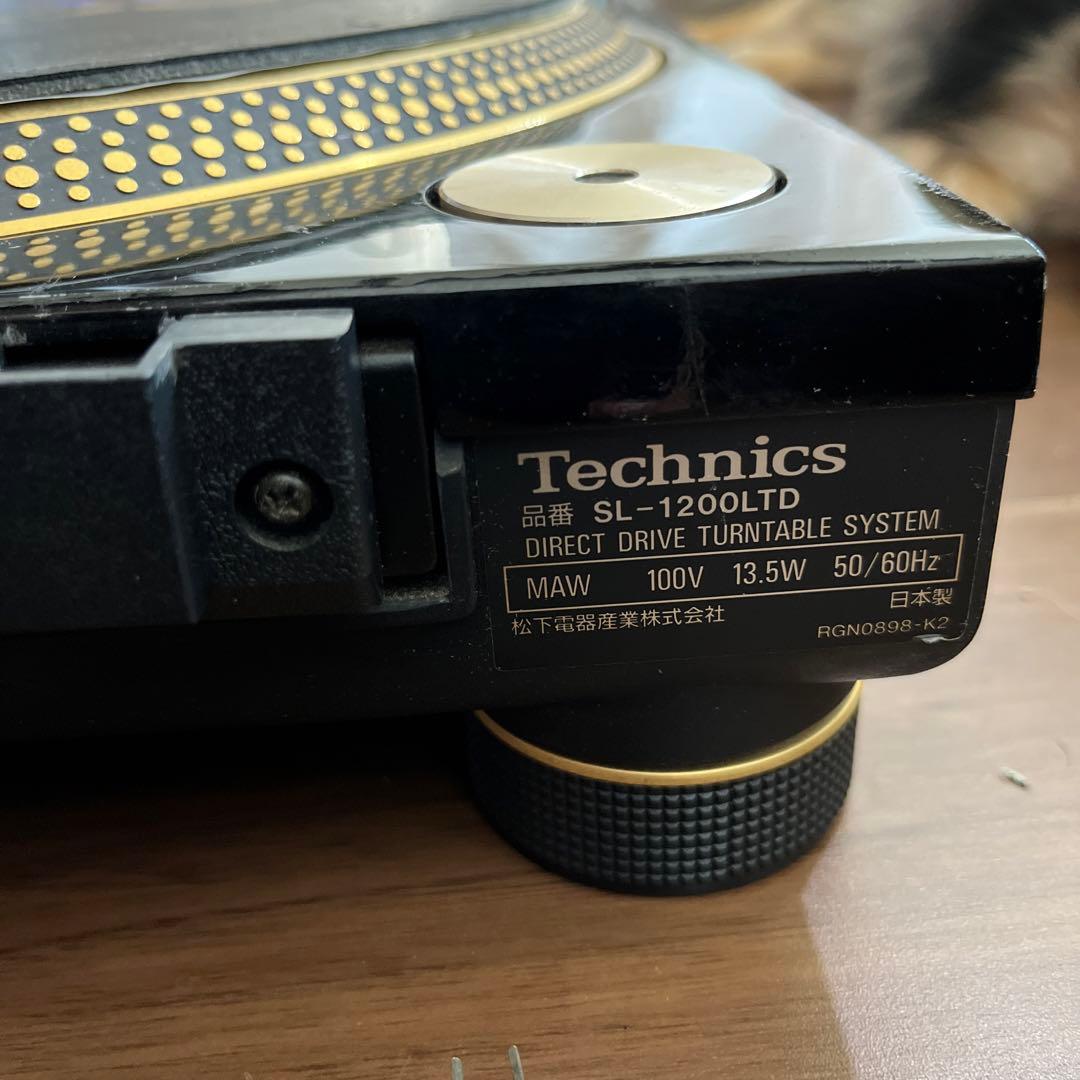 Technics
品番 SL-1200LTD
DIRECT DRIVE TURNTABLE SYSTEM
MAW 100V 13.5W 50/60Hz
松下電器産業株式会社 日本製
RGN0898-K2